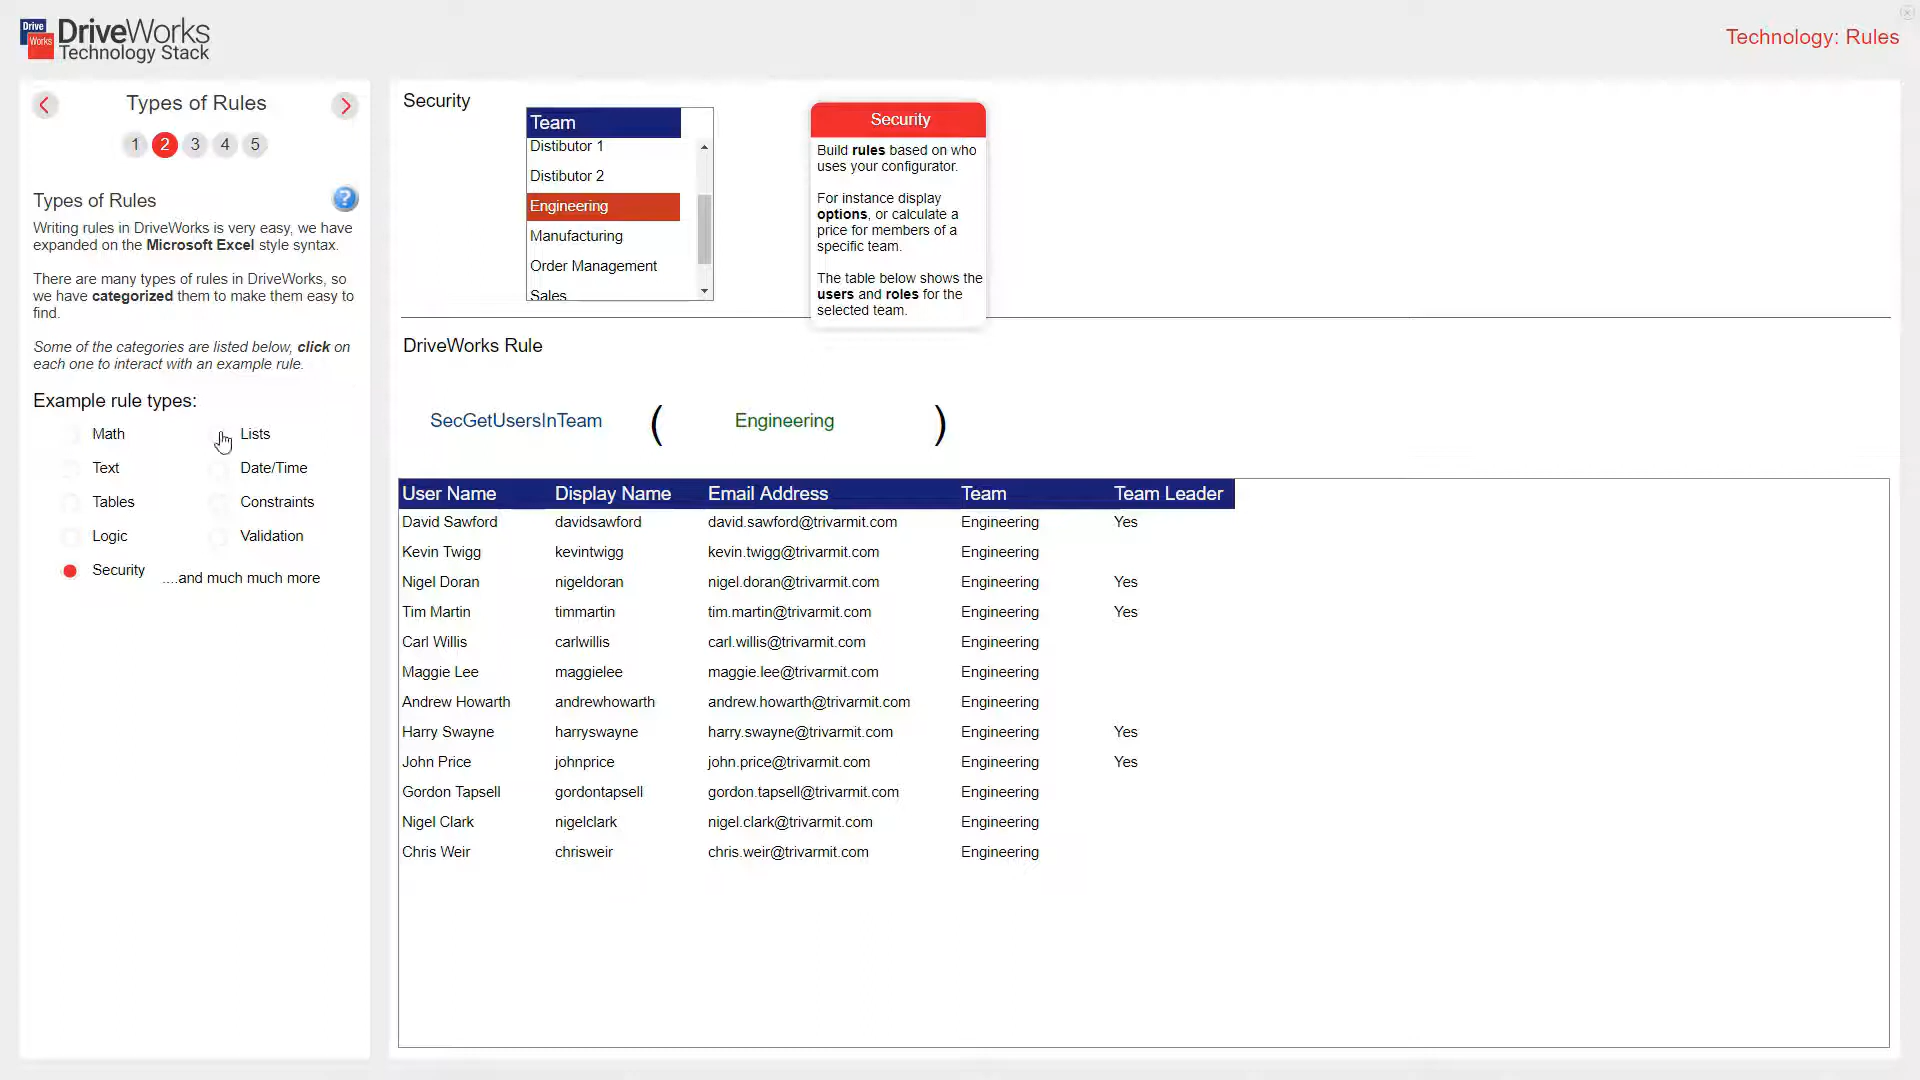 Drive
Works
DriveWorks
Technology Stack
Technology: Rules
Types of Rules
1 2 3 4 5
Types of Rules
?
Writing rules in DriveWorks is very easy, we have
expanded on the Microsoft Excel style syntax.
There are many types of rules in DriveWorks, so
we have categorized them to make them easy to
find.
Some of the categories are listed below, click on
each one to interact with an example rule.
Example rule types:
Math
Lists
Text
Date/Time
Tables
Constraints
Logic
Validation
Security
....and much much more
Security
Team
Distibutor 1
Distibutor 2
Engineering
Manufacturing
Order Management
Sales
Security
Build rules based on who
uses your configurator.
For instance display
options, or calculate a
price for members of a
specific team.
The table below shows the
users and roles for the
selected team.
DriveWorks Rule
SecGetUsersInTeam ( Engineering )
User Name Display Name Email Address Team Team Leader
David Sawford davidsawford david.sawford@trivarmit.com Engineering Yes
Kevin Twigg kevintwigg kevin.twigg@trivarmit.com Engineering
Nigel Doran nigeldoran nigel.doran@trivarmit.com Engineering Yes
Tim Martin timmartin tim.martin@trivarmit.com Engineering Yes
Carl Willis carlwillis carl.willis@trivarmit.com Engineering
Maggie Lee maggielee maggie.lee@trivarmit.com Engineering
Andrew Howarth andrewhowarth andrew.howarth@trivarmit.com Engineering
Harry Swayne harryswayne harry.swayne@trivarmit.com Engineering Yes
John Price johnprice john.price@trivarmit.com Engineering Yes
Gordon Tapsell gordontapsell gordon.tapsell@trivarmit.com Engineering
Nigel Clark nigelclark nigel.clark@trivarmit.com Engineering
Chris Weir chrisweir chris.weir@trivarmit.com Engineering